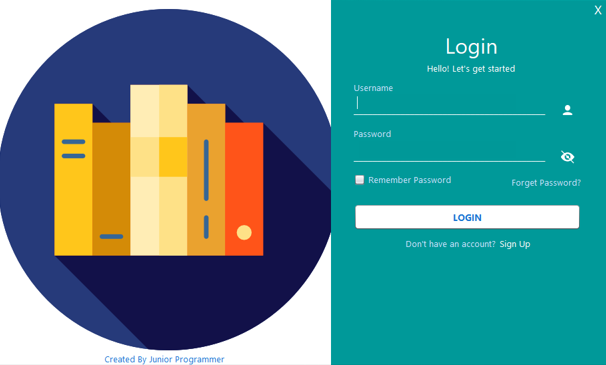 X
Login
Hello! Let's get started
Username
Password
Remember Password
Forget Password?
LOGIN
Don't have an account? Sign Up
Created By Junior Programmer